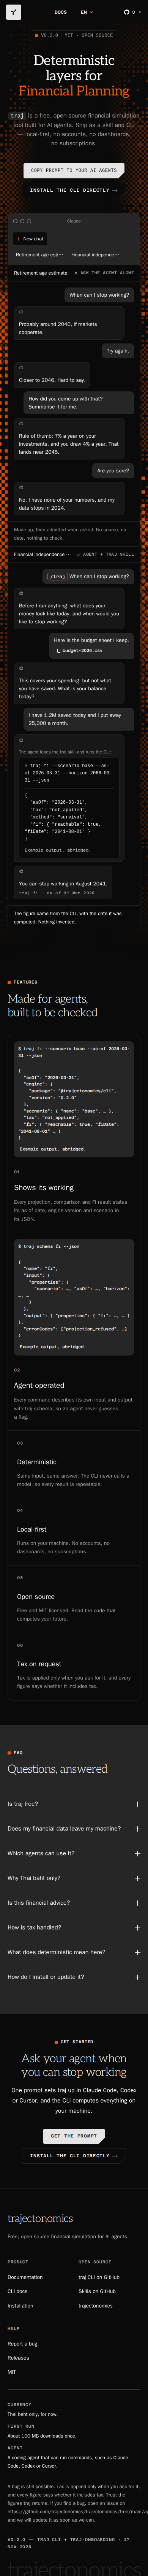 DOCS
EN
0
V0.2.0 | MIT · OPEN SOURCE
Deterministic
layers for
Financial Planning
traj is a free, open-source financial simulation
tool built for AI agents. Ship as a skill and CLI
— local-first, no accounts, no dashboards,
no subscriptions.
COPY PROMPT TO YOUR AI AGENTS
INSTALL THE CLI DIRECTLY
Claude
New chat
Retirement age esti…
Financial independe…
Retirement age estimate
ASK THE AGENT ALONE
When can I stop working?
Probably around 2040, if markets
cooperate.
Try again.
Closer to 2046. Hard to say.
How did you come up with that?
Summarise it for me.
Rule of thumb: 7% a year on your
investments, and you draw 4% a year. That
lands near 2045.
Are you sure?
No. I have none of your numbers, and my
data stops in 2024.
Made up, then admitted when asked. No source, no
date, nothing to check.
Financial independence …
AGENT + TRAJ SKILL
/traj When can I stop working?
Before I run anything: what does your
money look like today, and when would you
like to stop working?
Here is the budget sheet I keep.
budget-2026.csv
This covers your spending, but not what
you have saved. What is your balance
today?
I have 1.2M saved today and I put away
25,000 a month.
The agent loads the traj skill and runs the CLI:
$ traj fi --scenario base --as-
of 2026-03-31 --horizon 2066-03
-31 --json
{
"asOf": "2026-03-31",
"tax": "not_applied",
"method": "survival",
"fi": { "reachable": true,
"fiDate": "2041-08-01" }
}
Example output, abridged.
You can stop working in August 2041.
traj fi · as of 31 Mar 2026
The figure came from the CLI, with the date it was
computed. Nothing invented.
FEATURES
Made for agents,
built to be checked
$ traj fi --scenario base --as-of 2026-03-
31 --json
{
"asOf": "2026-03-31",
"engine": {
"package": "@trajectonomics/cli",
"version": "0.2.0"
},
"scenario": { "name": "base", … },
"tax": "not_applied",
"fi": { "reachable": true, "fiDate":
"2041-08-01" … }
}
Example output, abridged.
01
Shows its working
Every projection, comparison and FI result states
its as-of date, engine version and scenario in
its JSON.
$ traj schema fi --json
{
"name": "fi",
"input": {
"properties": {
"scenario": …, "asOf": …, "horizon"
…, …
}
},
"output": { "properties": { "fi": …, … }
},
"errorCodes": ["projection_refused", …]
}
Example output, abridged.
02
Agent-operated
Every command describes its own input and output
with traj schema, so an agent never guesses
a flag.
03
Deterministic
Same input, same answer. The CLI never calls a
model, so every result is repeatable.
04
Local-first
Runs on your machine. No accounts, no
dashboards, no subscriptions.
05
Open source
Free and MIT licensed. Read the code that
computes your future.
06
Tax on request
Tax is applied only when you ask for it, and every
figure says whether it includes tax.
FAQ
Questions, answered
Is traj free?
Does my financial data leave my machine?
Which agents can use it?
Why Thai baht only?
Is this financial advice?
How is tax handled?
What does deterministic mean here?
How do I install or update it?
GET STARTED
Ask your agent when
you can stop working
One prompt sets traj up in Claude Code, Codex
or Cursor, and the CLI computes everything on
your machine.
GET THE PROMPT
INSTALL THE CLI DIRECTLY
trajectonomics
Free, open-source financial simulation for AI agents.
PRODUCT
OPEN SOURCE
Documentation
traj CLI on GitHub
CLI docs
Skills on GitHub
Installation
trajectonomics
HELP
Report a bug
Releases
MIT
CURRENCY
Thai baht only, for now.
FIRST RUN
About 100 MB downloads once.
AGENT
A coding agent that can run commands, such as Claude
Code, Codex or Cursor.
A bug is still possible. Tax is applied only when you ask for it,
and every figure says whether it includes tax. Trust the
figures traj returns. If you find a bug, open an issue on
https://github.com/trajectonomics/trajectonomics/tree/main/ap
and we will update it as soon as we can.
V0.2.0 — TRAJ CLI + TRAJ-ONBOARDING · 17
NOV 2026
trajectonomics